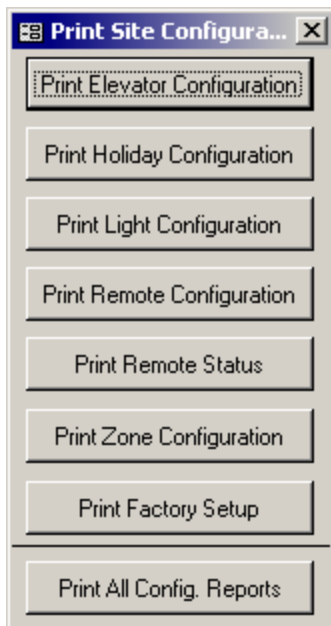 Print Site Configura...
Print Elevator Configuration
Print Holiday Configuration
Print Light Configuration
Print Remote Configuration
Print Remote Status
Print Zone Configuration
Print Factory Setup
Print All Config. Reports